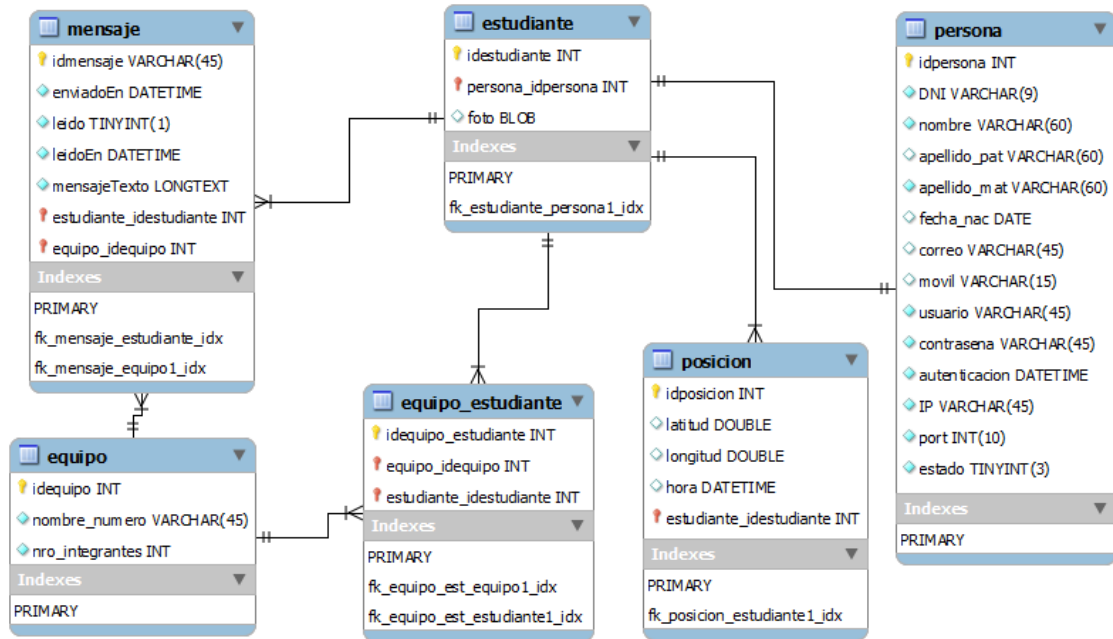 mensaje
idmensaje VARCHAR(45)
enviadoEn DATETIME
leido TINYINT(1)
leidoEn DATETIME
mensajeTexto LONGTEXT
estudiante_idestudiante INT
equipo_idequipo INT
Indexes
PRIMARY
fk_mensaje_estudiante_idx
fk_mensaje_equipo1_idx
estudiante
idestudiante INT
persona_idpersona INT
foto BLOB
Indexes
PRIMARY
fk_estudiante_persona1_idx
persona
idpersona INT
DNI VARCHAR(9)
nombre VARCHAR(60)
apellido_pat VARCHAR(60)
apellido_mat VARCHAR(60)
fecha_nac DATE
correo VARCHAR(45)
movil VARCHAR(15)
usuario VARCHAR(45)
contrasena VARCHAR(45)
autenticacion DATETIME
IP VARCHAR(45)
port INT(10)
estado TINYINT(3)
Indexes
PRIMARY
equipo
idequipo INT
nombre_numero VARCHAR(45)
nro_integrantes INT
Indexes
PRIMARY
equipo_estudiante
idequipo_estudiante INT
equipo_idequipo INT
estudiante_idestudiante INT
Indexes
PRIMARY
fk_equipo_est_equipo1_idx
fk_equipo_est_estudiante1_idx
posicion
idposicion INT
latitud DOUBLE
longitud DOUBLE
hora DATETIME
estudiante_idestudiante INT
Indexes
PRIMARY
fk_posicion_estudiante1_idx